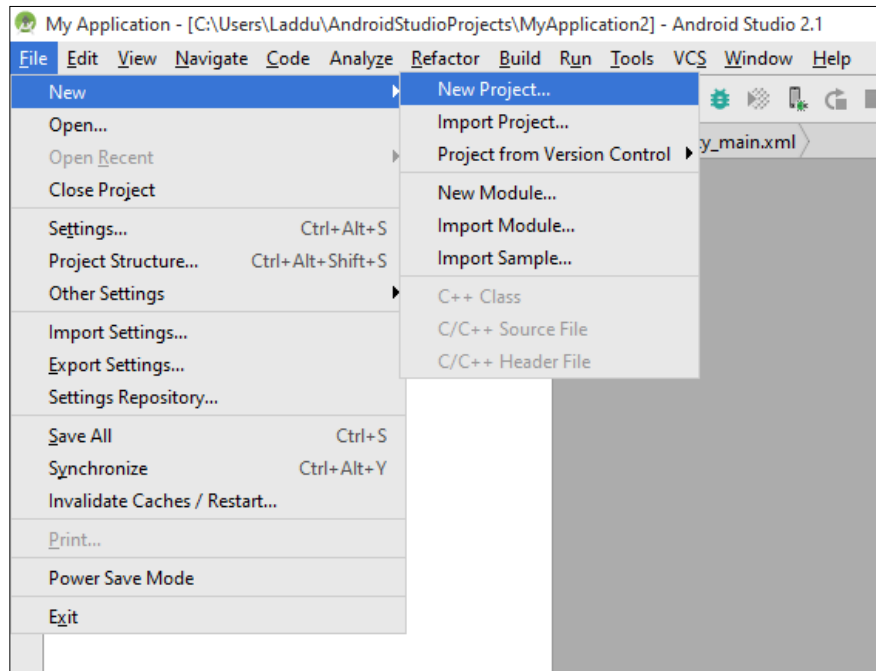 My Application - [C:\Users\Laddu\AndroidStudioProjects\MyApplication2] - Android Studio 2.1
File Edit View Navigate Code Analyze Refactor Build Run Tools VCS Window Help
New
Open...
Open Recent
Close Project
Settings... Ctrl+Alt+S
Project Structure... Ctrl+Alt+Shift+S
Other Settings
Import Settings...
Export Settings...
Settings Repository...
Save All Ctrl+S
Synchronize Ctrl+Alt+Y
Invalidate Caches / Restart...
Print...
Power Save Mode
Exit
New Project...
Import Project...
Project from Version Control
New Module...
Import Module...
Import Sample...
C++ Class
C/C++ Source File
C/C++ Header File
y_main.xml